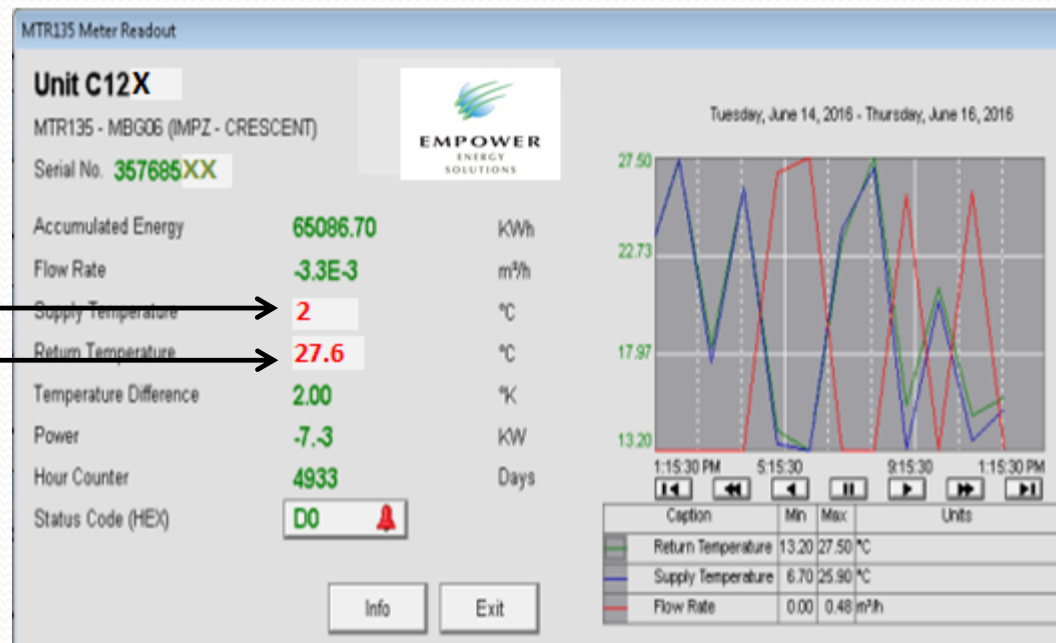 MTR135 Meter Readout
Unit C12X
MTR135 - MBG06 (IMPZ - CRESCENT)
Serial No. 357685XX
EMPOWER
ENERGY
SOLUTIONS
Accumulated Energy 65086.70 KWh
Flow Rate -3.3E-3 m³/h
Supply Temperature 2 °C
Return Temperature 27.6 °C
Temperature Difference 2.00 °K
Power -7.-3 KW
Hour Counter 4933 Days
Status Code (HEX) D0
Info Exit
Tuesday, June 14, 2016 - Thursday, June 16, 2016
27.50
22.73
17.97
13.20
1:15:30 PM 5:15:30 9:15:30 1:15:30 PM
Caption Min Max Units
Return Temperature 13.20 27.50 °C
Supply Temperature 6.70 25.90 °C
Flow Rate 0.00 0.48 m³/h